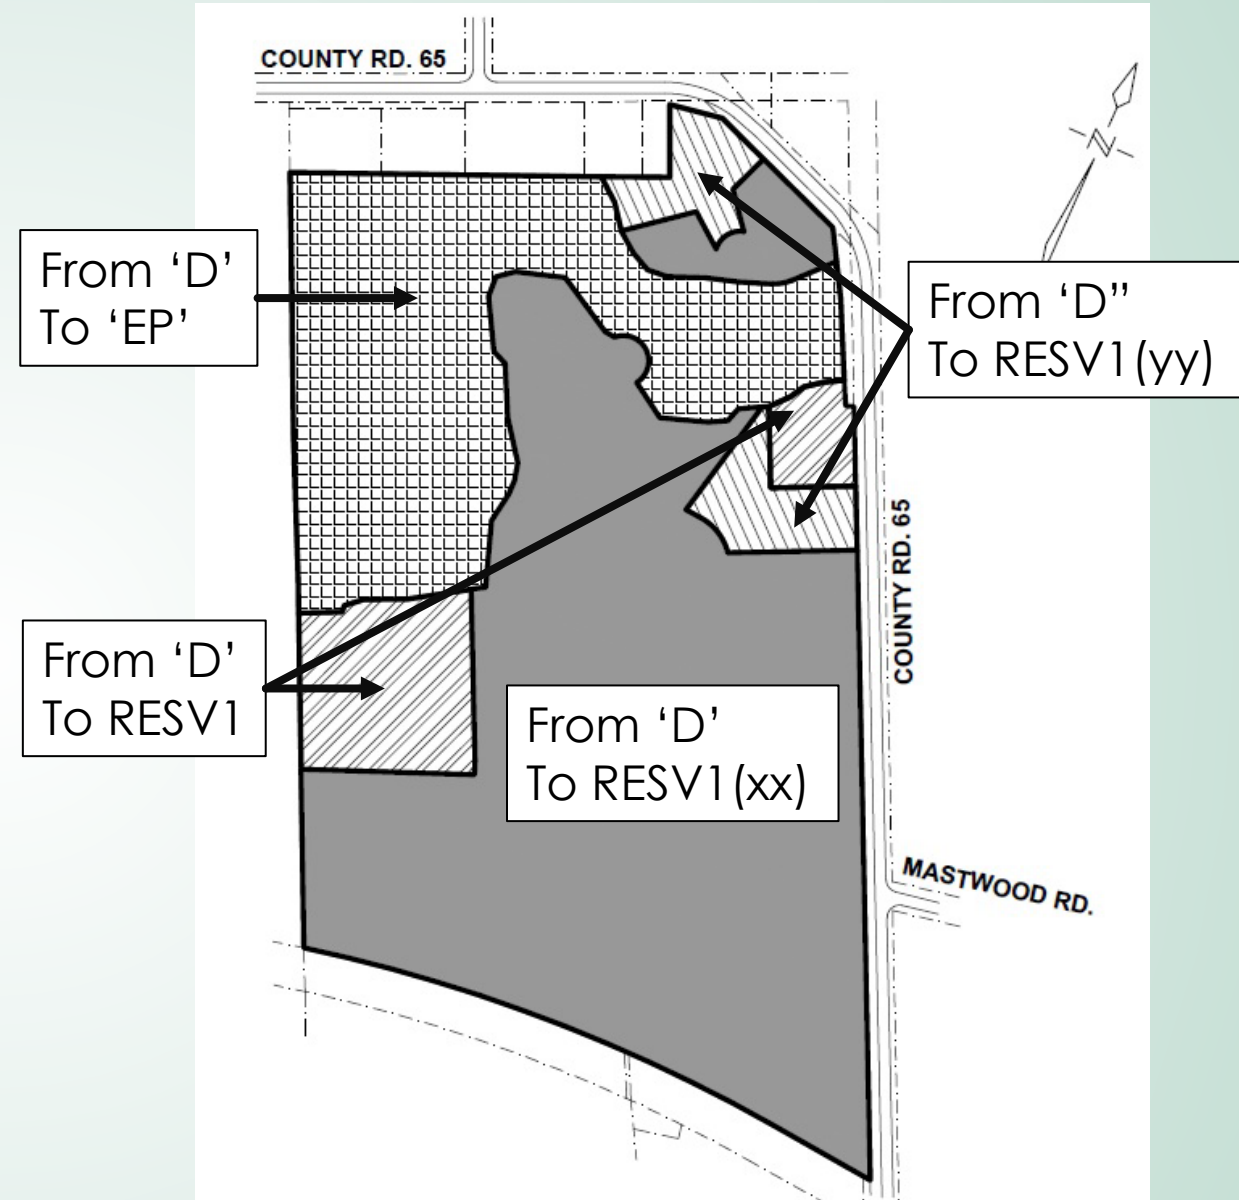 COUNTY RD. 65
N
From ‘D’
To ‘EP’
From ‘D”
To RESV1(yy)
COUNTY RD. 65
From ‘D’
To RESV1
From ‘D’
To RESV1(xx)
MASTWOOD RD.